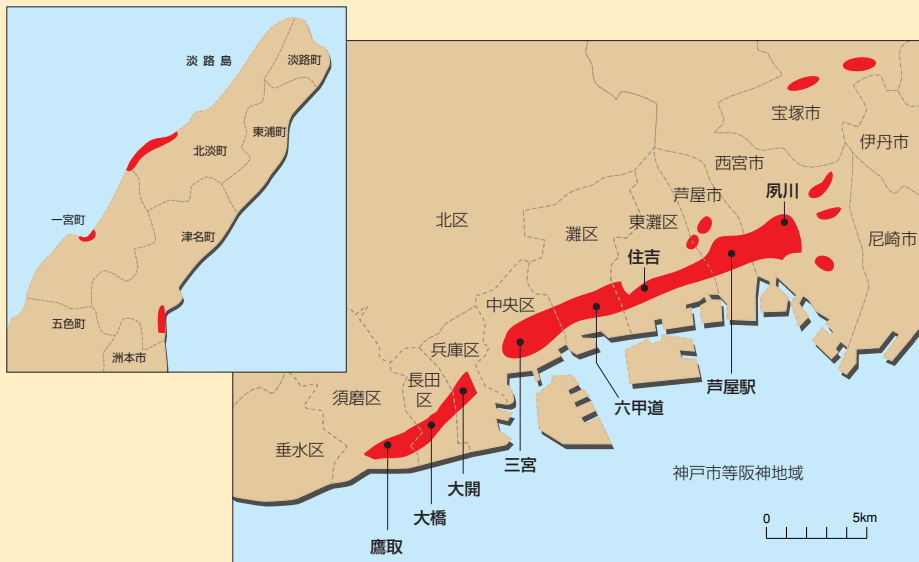 淡路島
淡路町
東浦町
北淡町
一宮町
津名町
五色町
洲本市
宝塚市
伊丹市
西宮市
芦屋市
夙川
北区
東灘区
灘区
尼崎市
住吉
中央区
兵庫区
長田
区
須磨区
芦屋駅
六甲道
垂水区
三宮
大開
大橋
鷹取
神戸市等阪神地域
0 5km